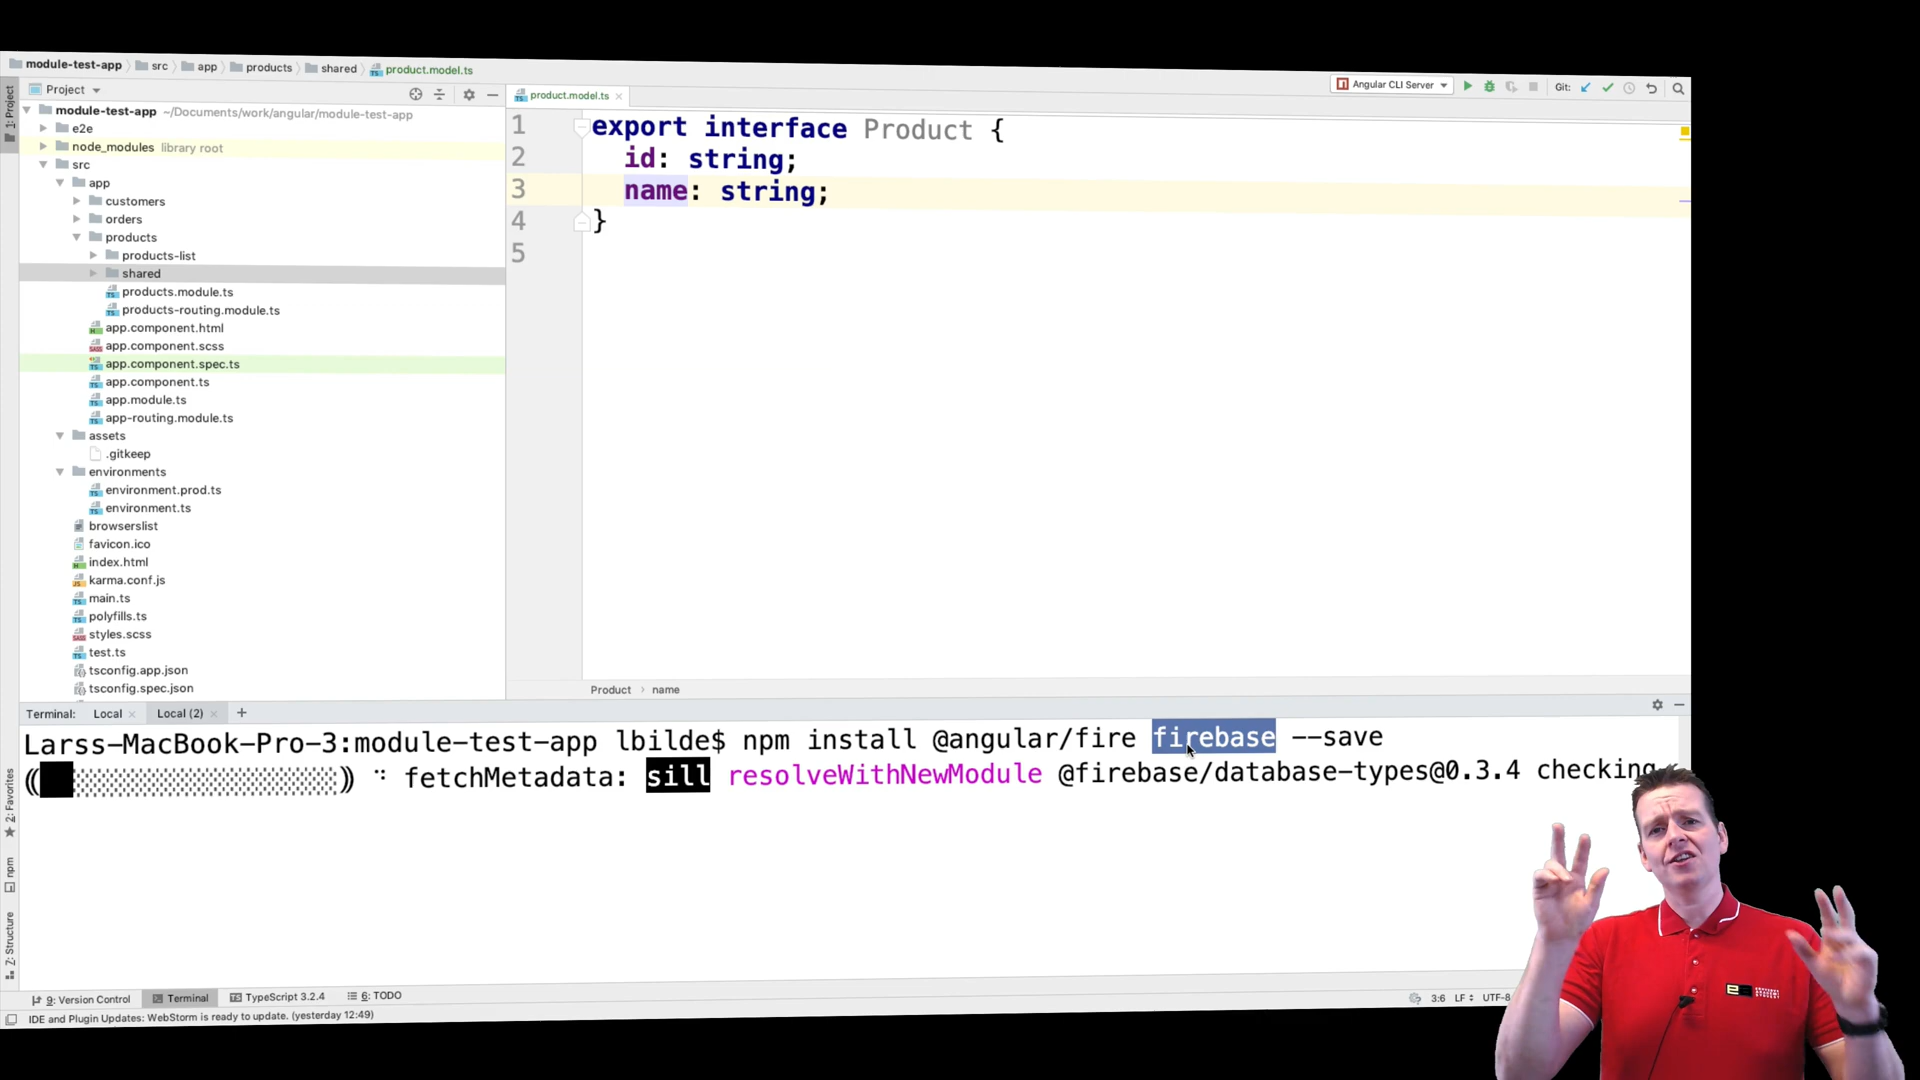 module-test-app src app products shared product.model.ts
Angular CLI Server Git:
1: Project
Project
module-test-app ~/Documents/work/angular/module-test-app
e2e
node_modules library root
src
app
customers
orders
products
products-list
shared
products.module.ts
products-routing.module.ts
app.component.html
app.component.scss
app.component.spec.ts
app.component.ts
app.module.ts
app-routing.module.ts
assets
.gitkeep
environments
environment.prod.ts
environment.ts
browserslist
favicon.ico
index.html
karma.conf.js
main.ts
polyfills.ts
styles.scss
test.ts
tsconfig.app.json
tsconfig.spec.json
product.model.ts
1 export interface Product {
2 id: string;
3 name: string;
4 }
5
Product › name
Terminal: Local Local (2) +
Larss-MacBook-Pro-3:module-test-app lbilde$ npm install @angular/fire firebase --save
fetchMetadata: sill resolveWithNewModule @firebase/database-types@0.3.4 checking
2: Favorites
npm
Z: Structure
9: Version Control Terminal TypeScript 3.2.4 6: TODO
3:6 LF UTF-8
IDE and Plugin Updates: WebStorm is ready to update. (yesterday 12:49)